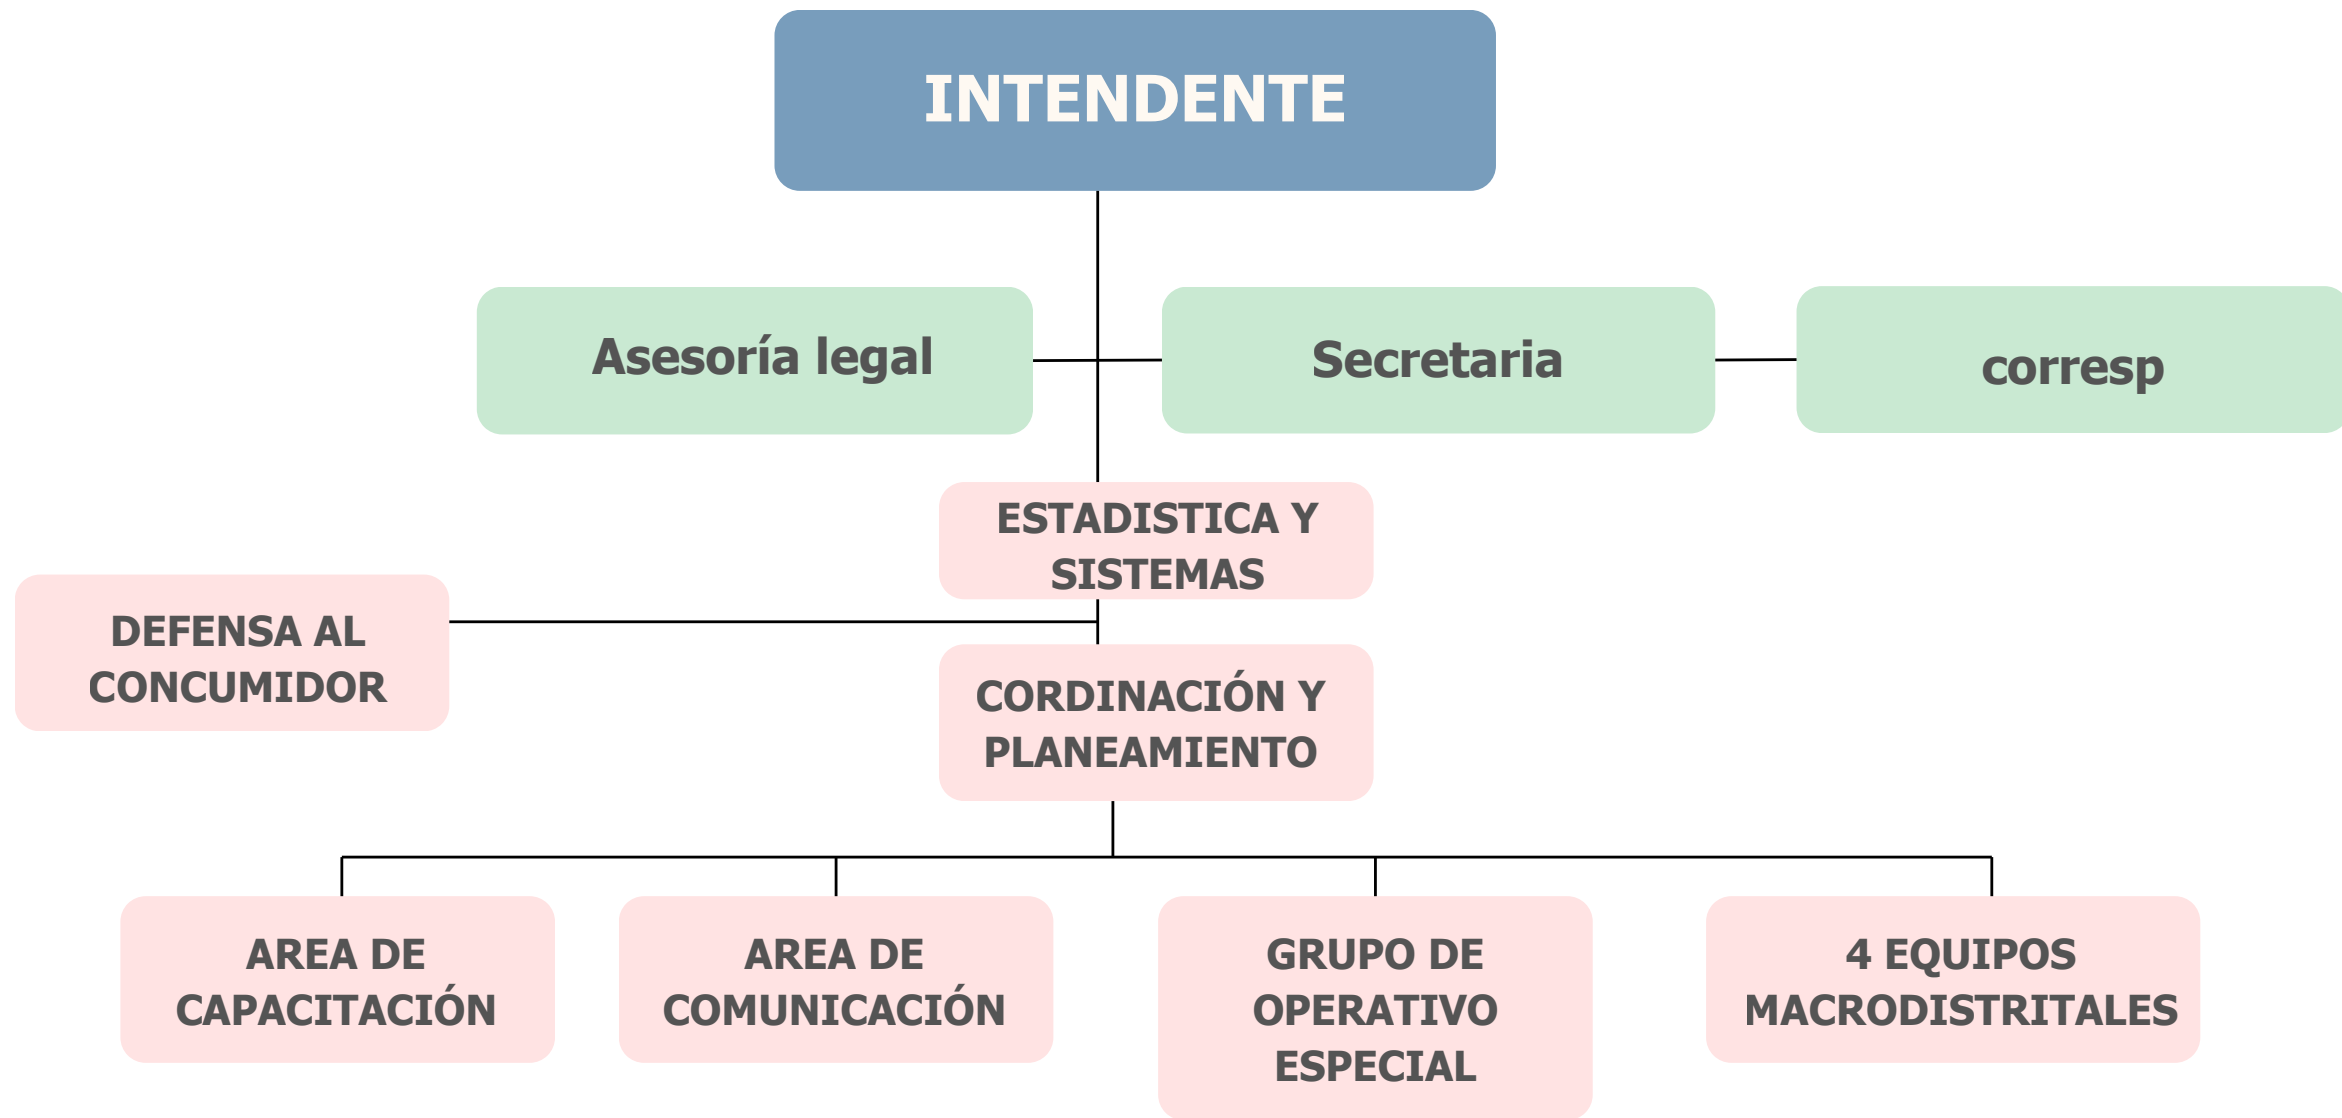 INTENDENTE
Asesoría legal
Secretaria
corresp
ESTADISTICA Y
SISTEMAS
DEFENSA AL
CONCUMIDOR
CORDINACIÓN Y
PLANEAMIENTO
AREA DE
CAPACITACIÓN
AREA DE
COMUNICACIÓN
GRUPO DE
OPERATIVO
ESPECIAL
4 EQUIPOS
MACRODISTRITALES